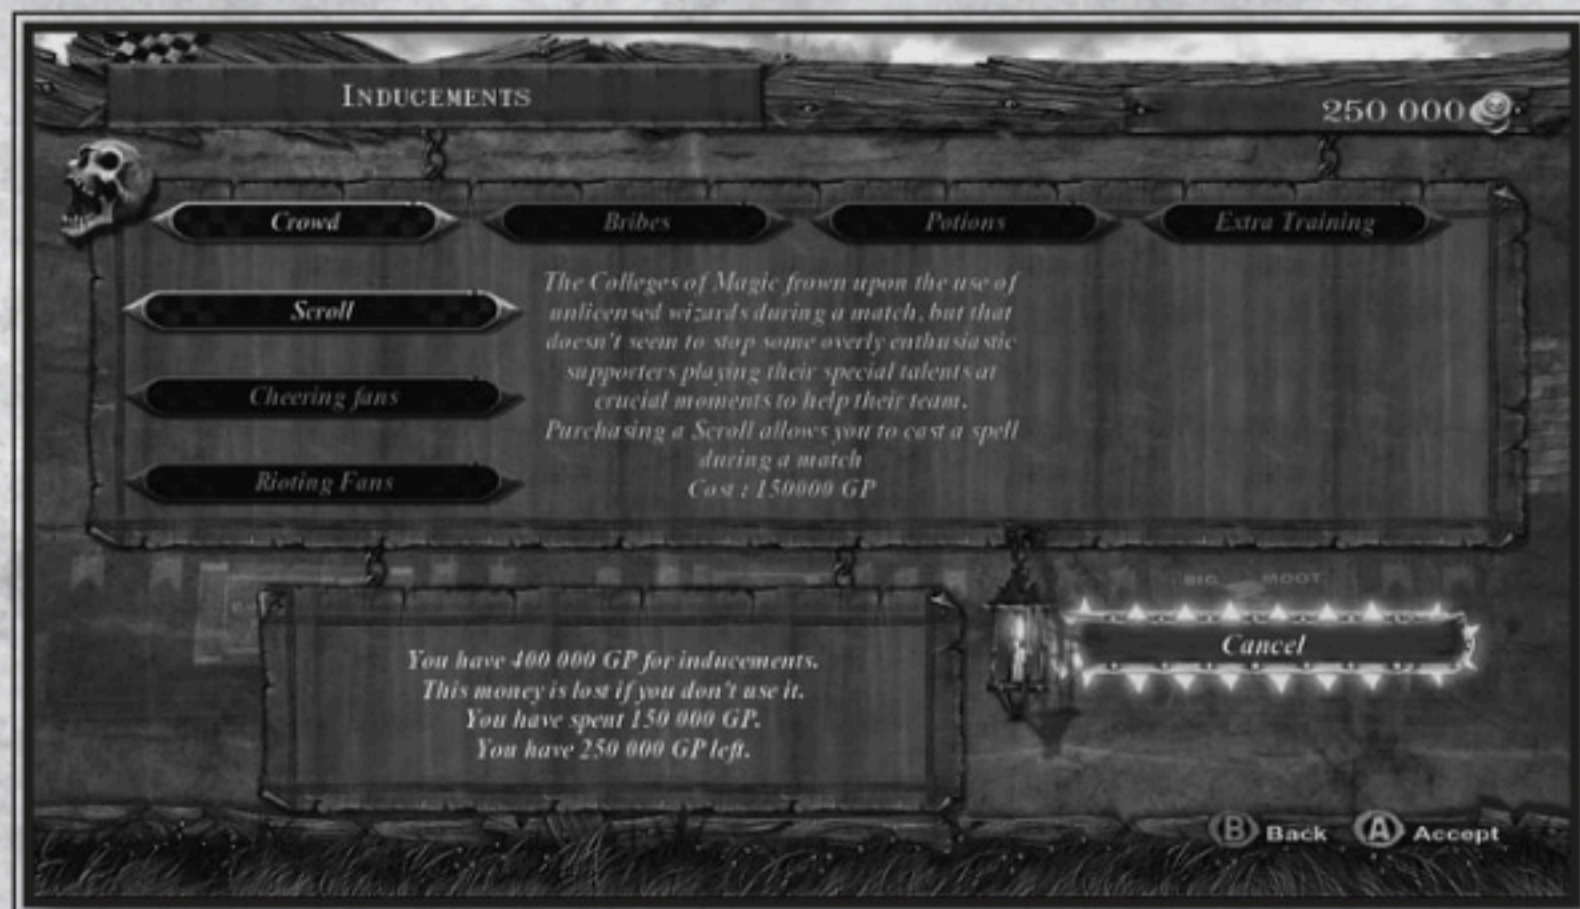 INDUCEMENTS
250 000
Crowd
Bribes
Potions
Extra Training
Scroll
Cheering fans
Rioting Fans
The Colleges of Magic frown upon the use of
unlicensed wizards during a match, but that
doesn't seem to stop some overly enthusiastic
supporters playing their special talents at
crucial moments to help their team.
Purchasing a Scroll allows you to cast a spell
during a match
Cost : 150000 GP
BIG MOOT
You have 400 000 GP for inducements.
This money is lost if you don't use it.
You have spent 150 000 GP.
You have 250 000 GP left.
Cancel
B Back A Accept